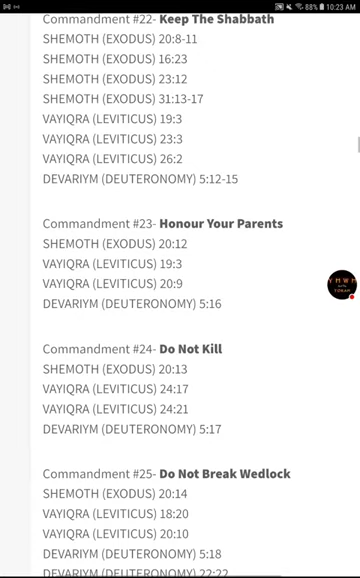 88% 10:23 AM
Commandment #22- Keep The Shabbath
SHEMOTH (EXODUS) 20:8-11
SHEMOTH (EXODUS) 16:23
SHEMOTH (EXODUS) 23:12
SHEMOTH (EXODUS) 31:13-17
VAYIQRA (LEVITICUS) 19:3
VAYIQRA (LEVITICUS) 23:3
VAYIQRA (LEVITICUS) 26:2
DEVARIYM (DEUTERONOMY) 5:12-15
Commandment #23- Honour Your Parents
SHEMOTH (EXODUS) 20:12
VAYIQRA (LEVITICUS) 19:3
VAYIQRA (LEVITICUS) 20:9
DEVARIYM (DEUTERONOMY) 5:16
Commandment #24- Do Not Kill
SHEMOTH (EXODUS) 20:13
VAYIQRA (LEVITICUS) 24:17
VAYIQRA (LEVITICUS) 24:21
DEVARIYM (DEUTERONOMY) 5:17
Commandment #25- Do Not Break Wedlock
SHEMOTH (EXODUS) 20:14
VAYIQRA (LEVITICUS) 18:20
VAYIQRA (LEVITICUS) 20:10
DEVARIYM (DEUTERONOMY) 5:18
DEVARIYM (DEUTERONOMY) 22:22